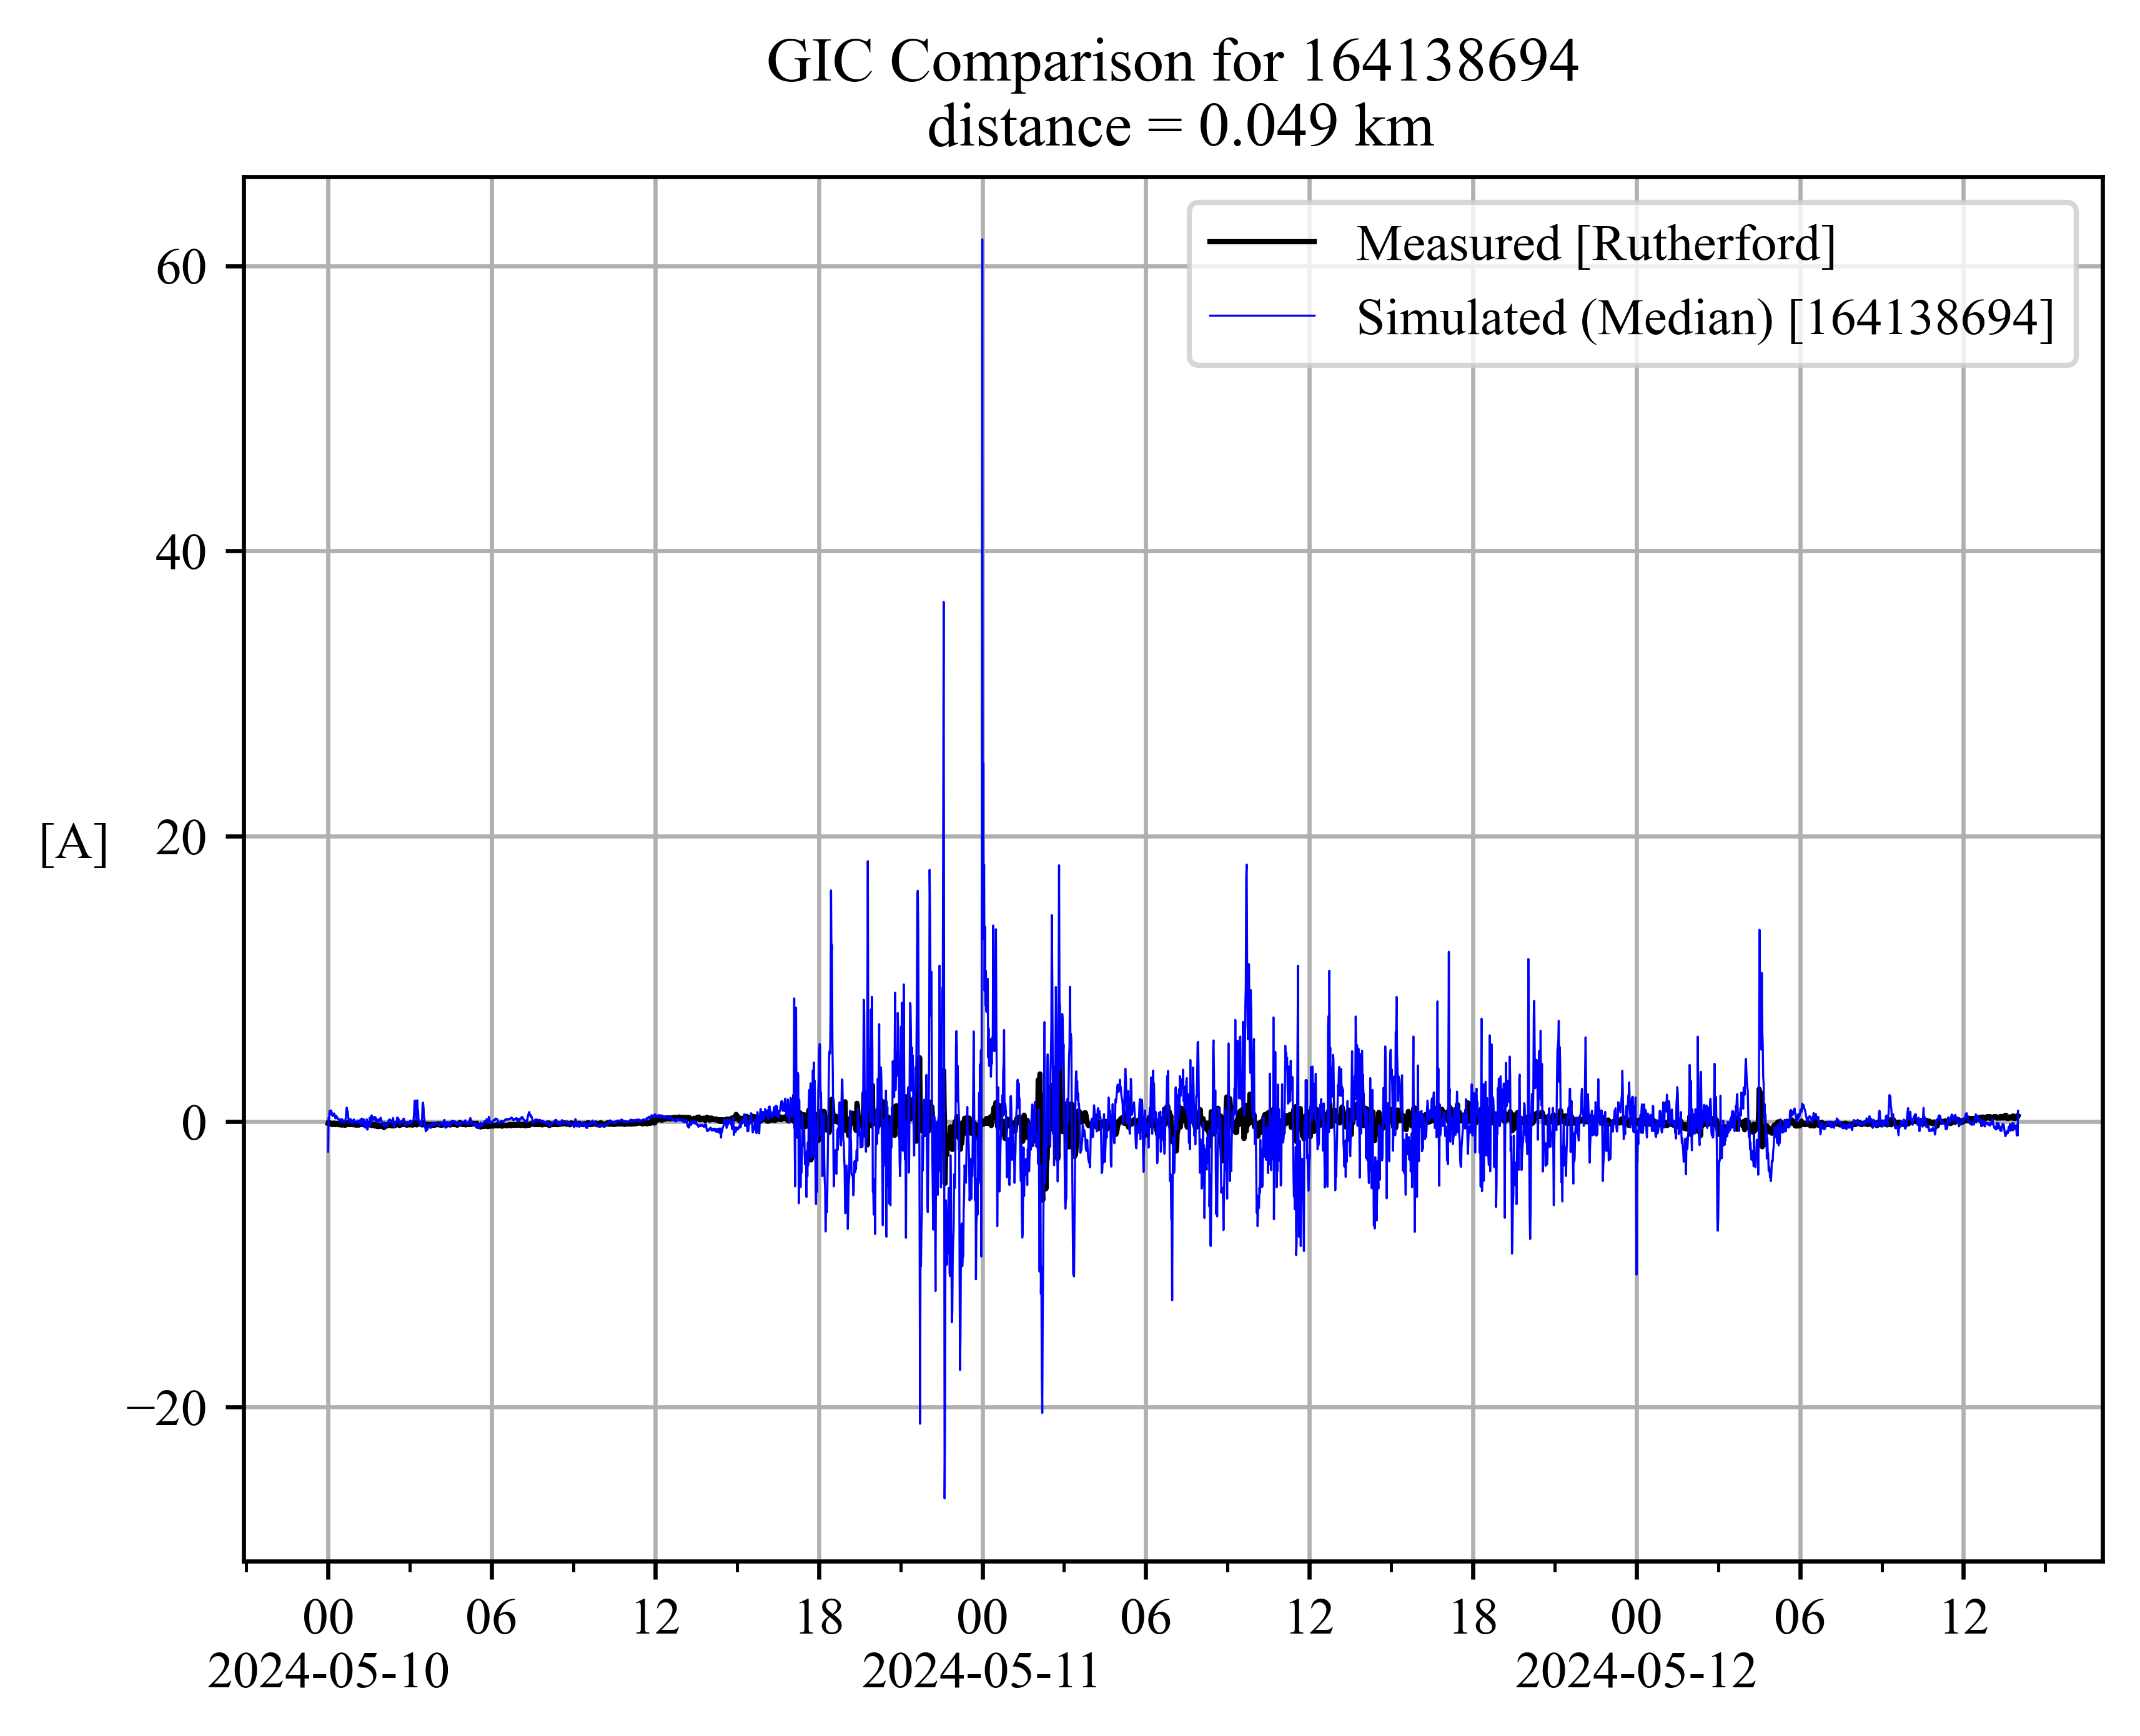 GIC Comparison for 164138694
distance = 0.049 km
Measured [Rutherford]
Simulated (Median) [164138694]
60
40
[A] 20
0
−20
00 06 12 18 00 06 12 18 00 06 12
2024-05-10 2024-05-11 2024-05-12